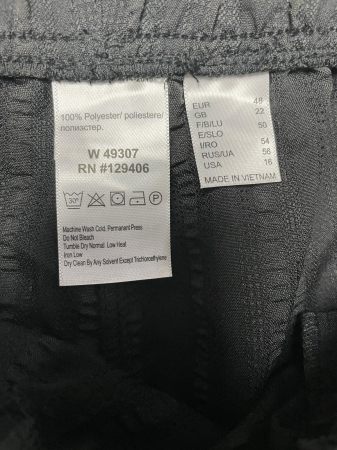 100% Polyester/ poliestere/
полиэстер.
W 49307
RN #129406
30°
P
Machine Wash Cold, Permanent Press
Do Not Bleach
Tumble Dry Normal, Low Heat
Iron Low
Dry Clean By Any Solvent Except Trichloroethylene
EUR 48
GB 22
F/B/LU 50
E/SLO
I/RO 54
RUS/UA 56
USA 16
MADE IN VIETNAM